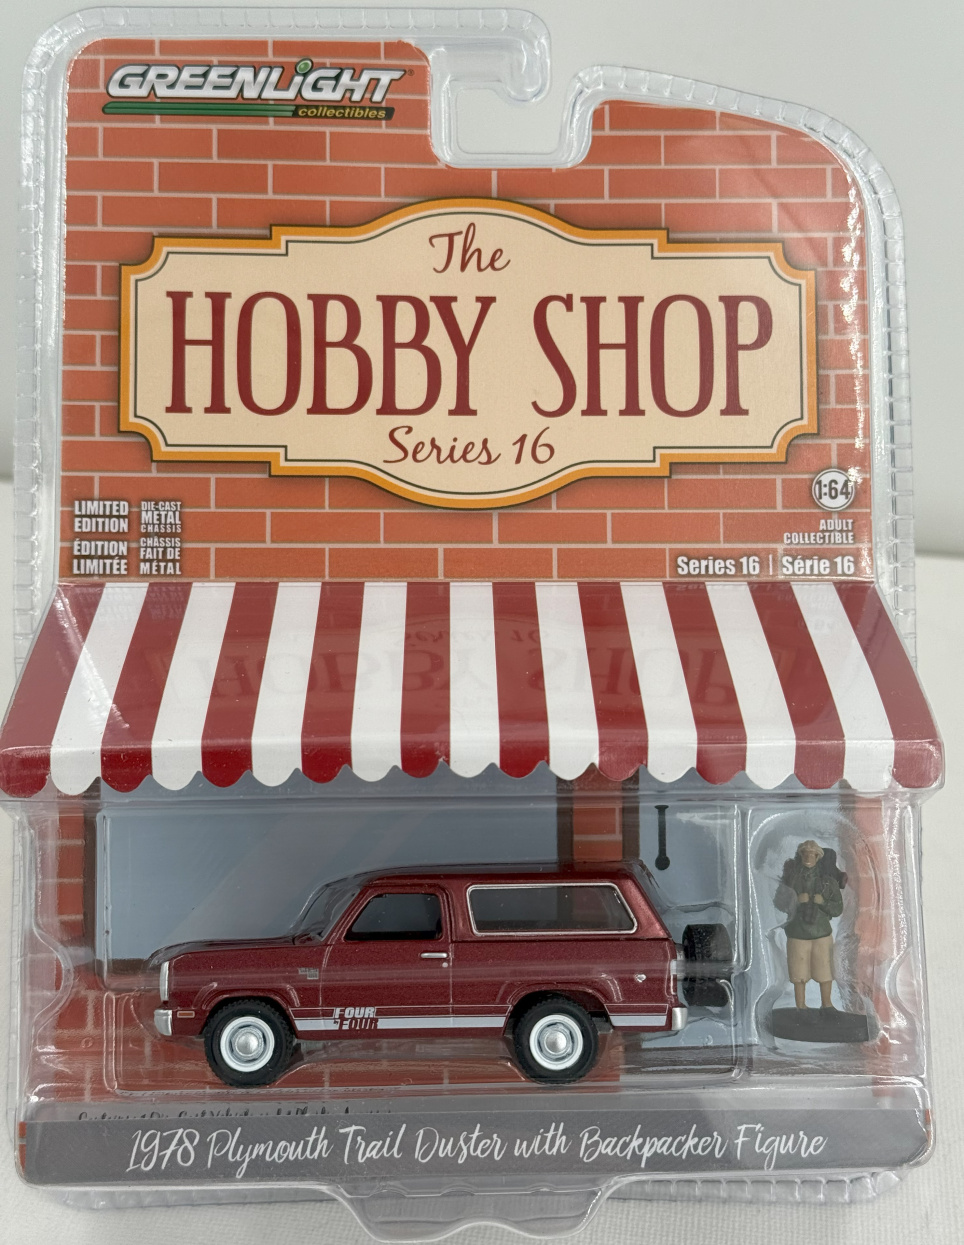 GREENLiGHT
collectibles
The
HOBBY SHOP
Series 16
LIMITED
EDITION
ÉDITION
LIMITÉE
DIE-CAST
METAL
CHASSIS
CHÂSSIS
FAIT DE
MÉTAL
1:64
ADULT
COLLECTIBLE
Series 16 | Série 16
FOUR
FOUR
1978 Plymouth Trail Duster with Backpacker Figure